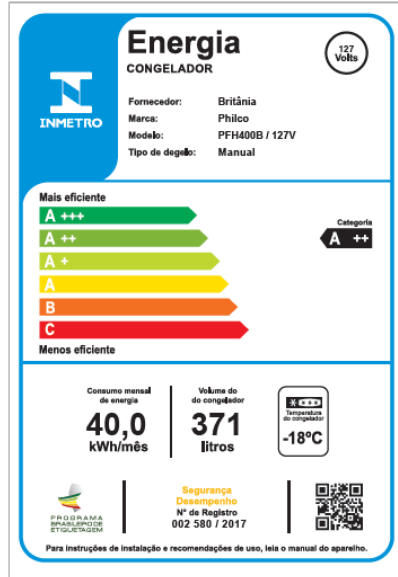 Energia
CONGELADOR
127
Volts
INMETRO
Fornecedor: Britânia
Marca: Philco
Modelo: PFH400B / 127V
Tipo de degelo: Manual
Mais eficiente
A +++
A ++
A +
A
B
C
Menos eficiente
Categoria
A ++
Consumo mensal
de energia
40,0
kWh/mês
Volume do
do congelador
371
litros
Temperatura
do congelador
-18ºC
PROGRAMA
BRASILEIRO DE
ETIQUETAGEM
Segurança
Desempenho
Nº de Registro
002 580 / 2017
Para instruções de instalação e recomendações de uso, leia o manual do aparelho.